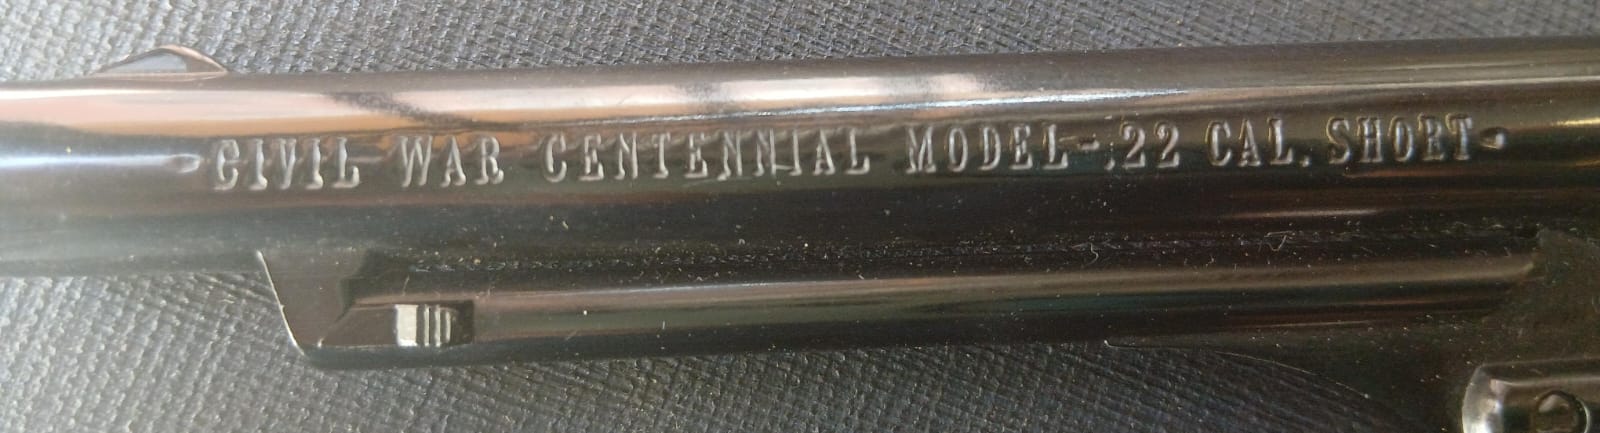 ·CIVIL WAR CENTENNIAL MODEL-.22 CAL. SHORT·